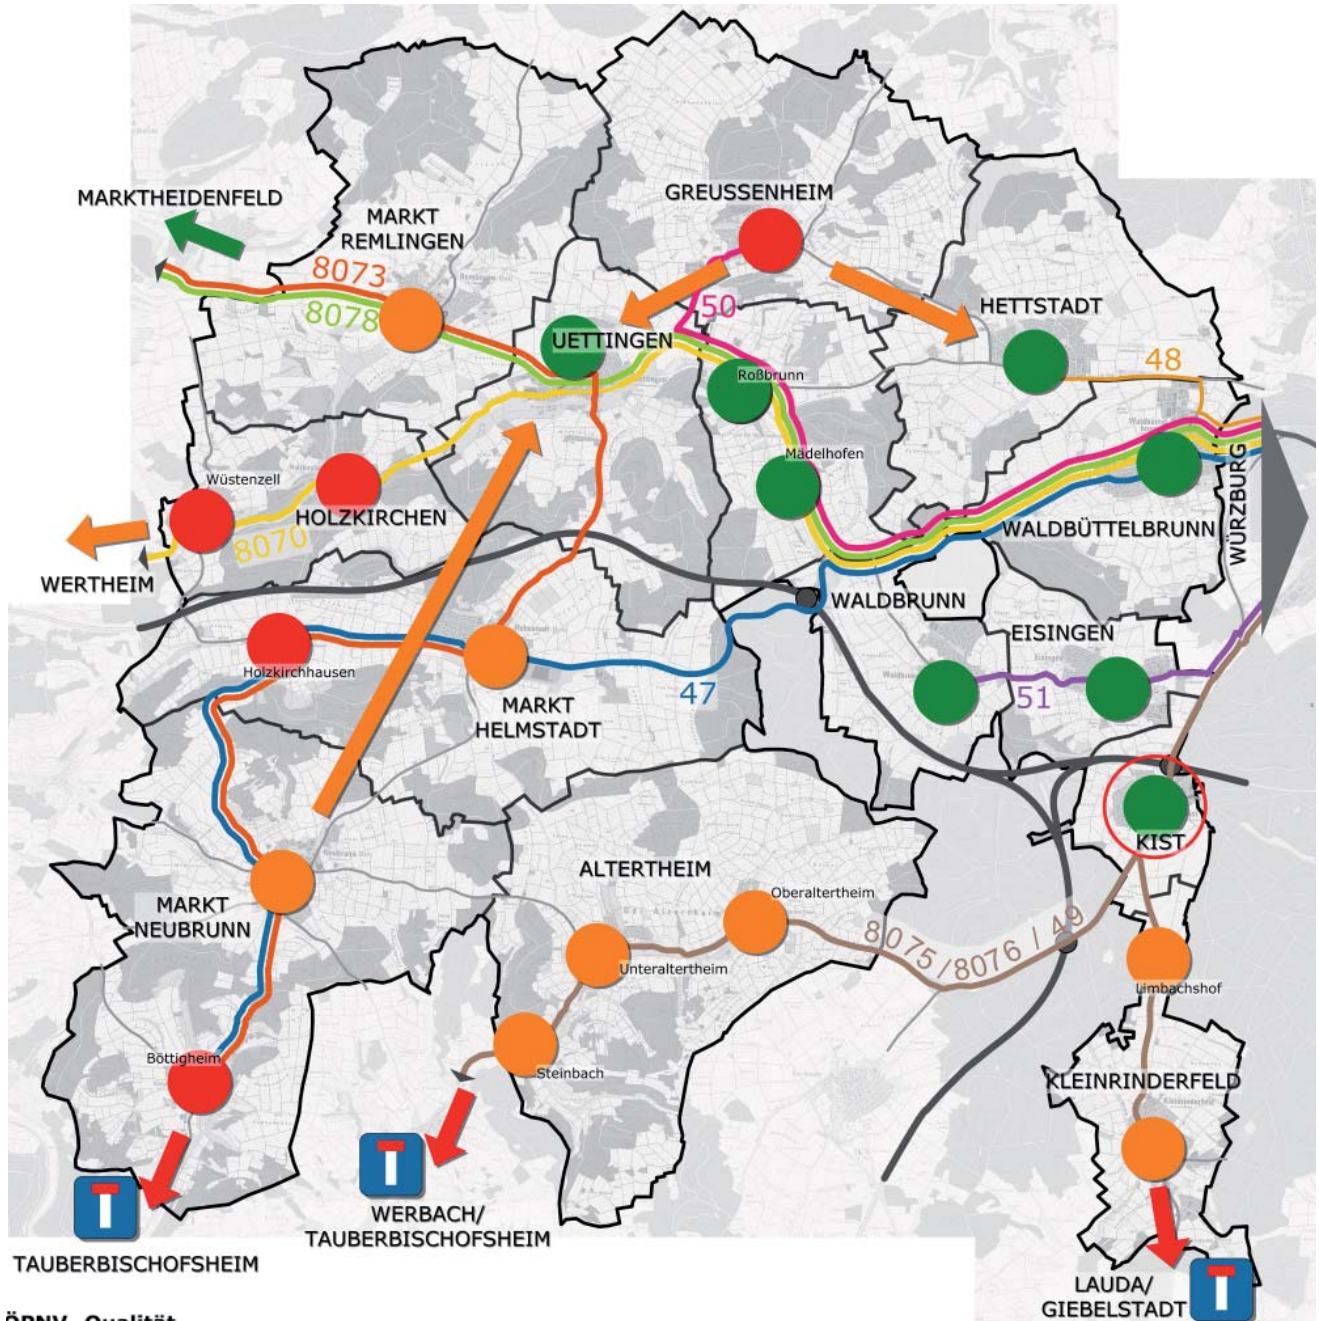 MARKTHEIDENFELD
MARKT
REMLINGEN
GREUSSENHEIM
8073
8078
50
HETTSTADT
UETTINGEN
48
Roßbrunn
Mädelhofen
Wüstenzell
HOLZKIRCHEN
8070
WERTHEIM
WALDBÜTTELBRUNN
WÜRZBURG
WALDBRUNN
EISINGEN
Holzkirchhausen
MARKT
HELMSTADT
47
51
KIST
ALTERTHEIM
Oberaltertheim
MARKT
NEUBRUNN
8075/8076 / 49
Unteraltertheim
Limbachshof
Böttigheim
Steinbach
KLEINRINDERFELD
T
TAUBERBISCHOFSHEIM
T
WERBACH/
TAUBERBISCHOFSHEIM
LAUDA/
GIEBELSTADT
T
ÖPNV- Qualität